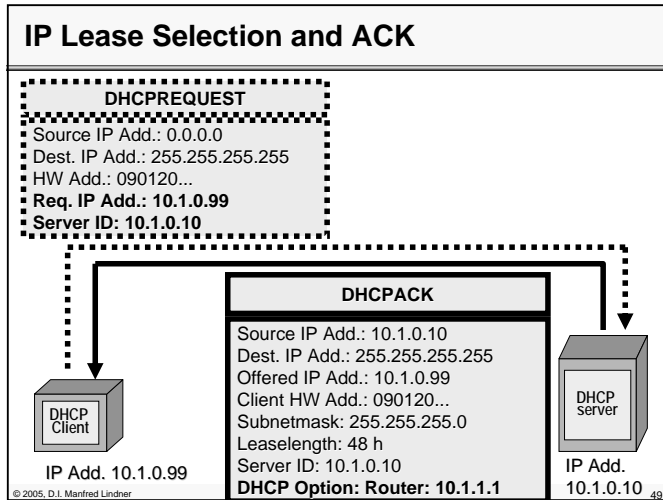 IP Lease Selection and ACK
DHCPREQUEST
Source IP Add.: 0.0.0.0
Dest. IP Add.: 255.255.255.255
HW Add.: 090120...
Req. IP Add.: 10.1.0.99
Server ID: 10.1.0.10
DHCPACK
Source IP Add.: 10.1.0.10
Dest. IP Add.: 255.255.255.255
Offered IP Add.: 10.1.0.99
Client HW Add.: 090120...
Subnetmask: 255.255.255.0
Leaselength: 48 h
Server ID: 10.1.0.10
DHCP Option: Router: 10.1.1.1
DHCP
Client
IP Add. 10.1.0.99
DHCP
server
IP Add.
10.1.0.10
© 2005, D.I. Manfred Lindner
49